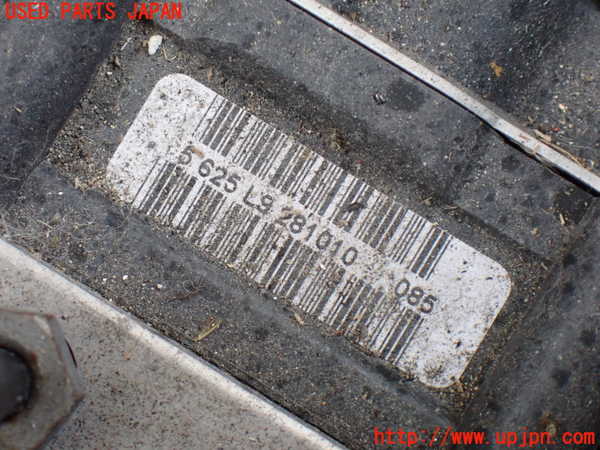 USED PARTS JAPAN
5 625 L9 281010 085
http://www.upjpn.com/